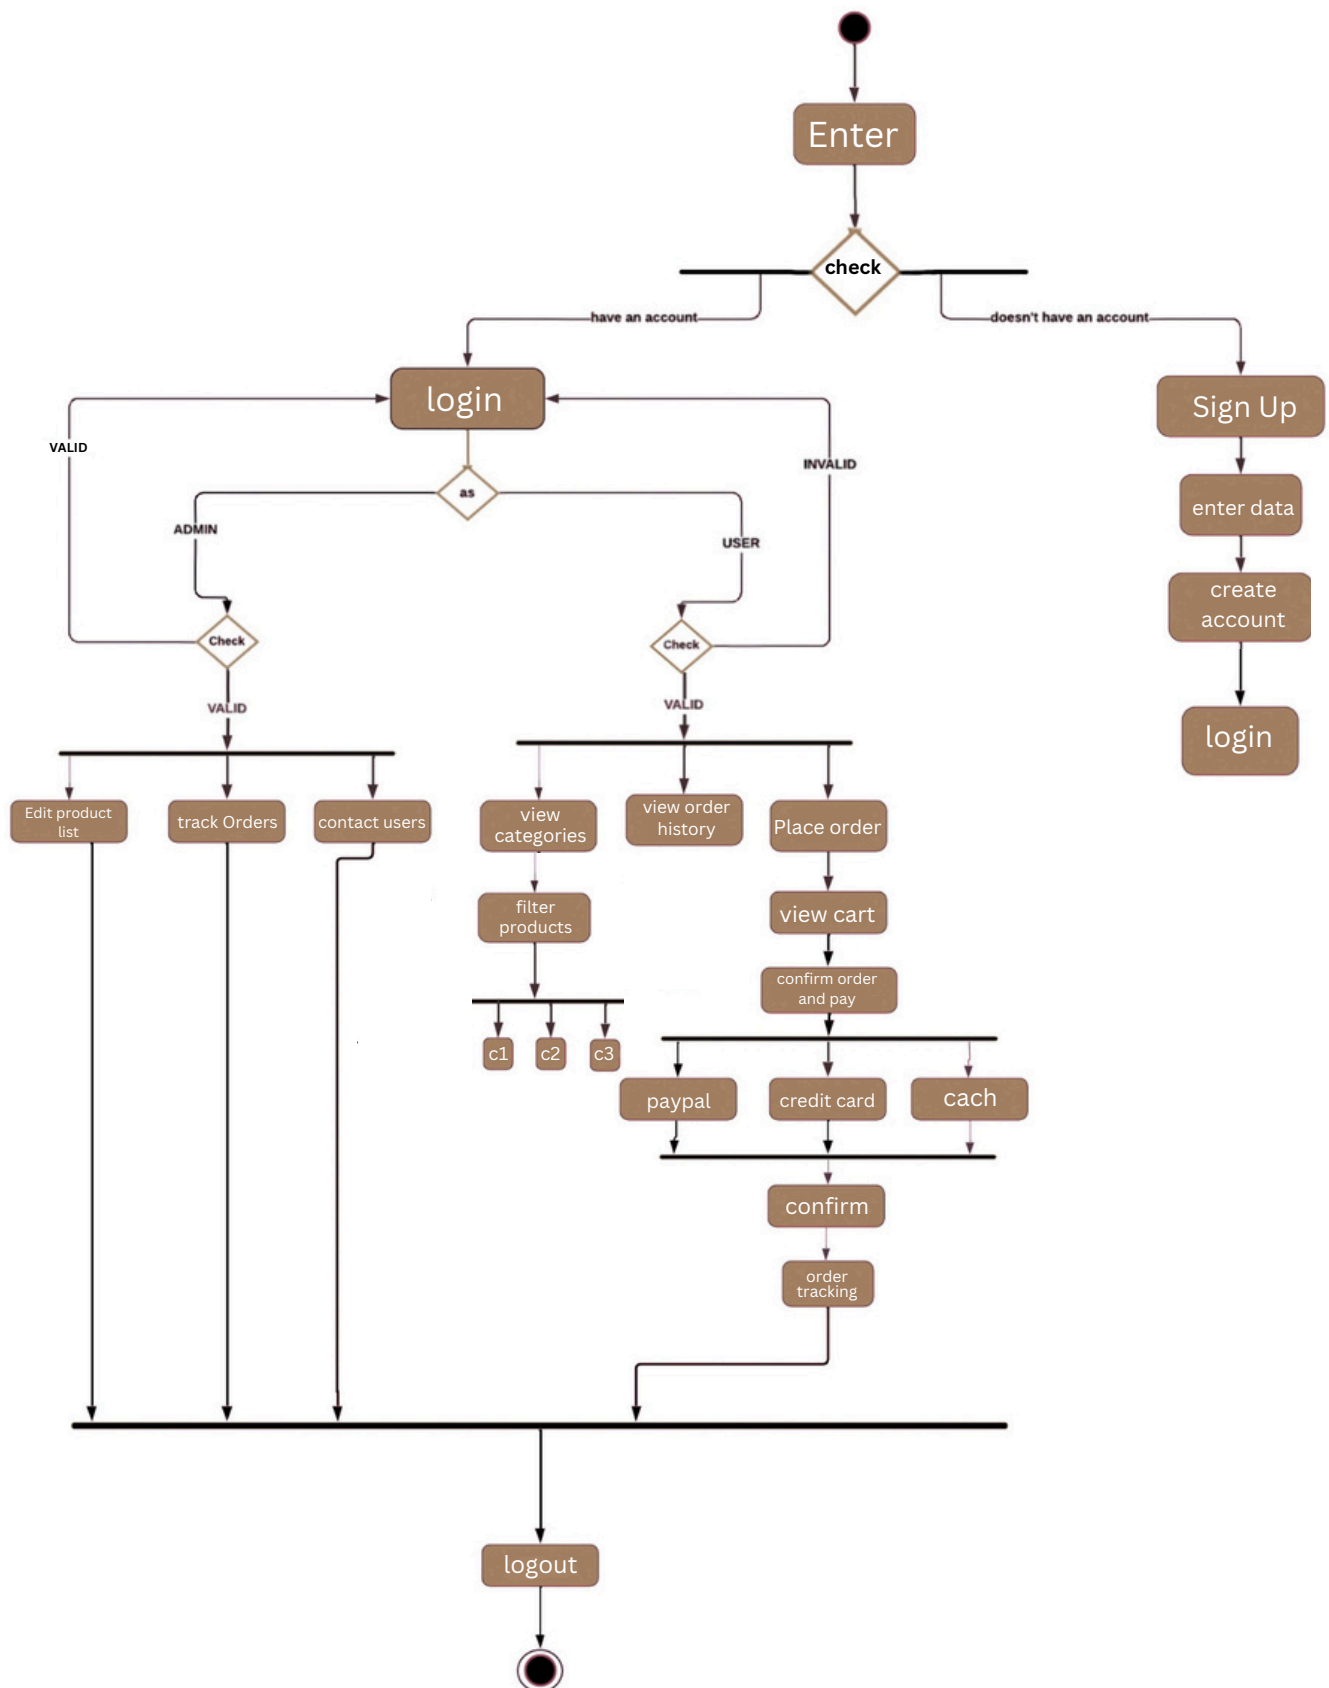 Enter
check
have an account
doesn't have an account
login
Sign Up
VALID
INVALID
as
enter data
ADMIN
USER
create
account
Check
Check
VALID
VALID
login
Edit product
list
track Orders
contact users
view
categories
view order
history
Place order
filter
products
view cart
confirm order
and pay
c1
c2
c3
paypal
credit card
cach
confirm
order
tracking
logout